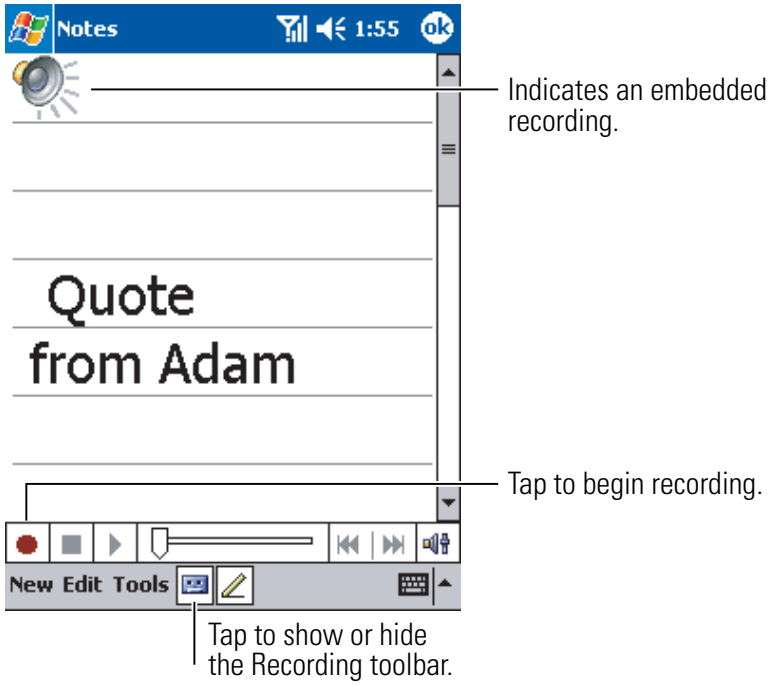 Notes 1:55 ok
Indicates an embedded
recording.
Quote
from Adam
Tap to begin recording.
New Edit Tools
Tap to show or hide
the Recording toolbar.